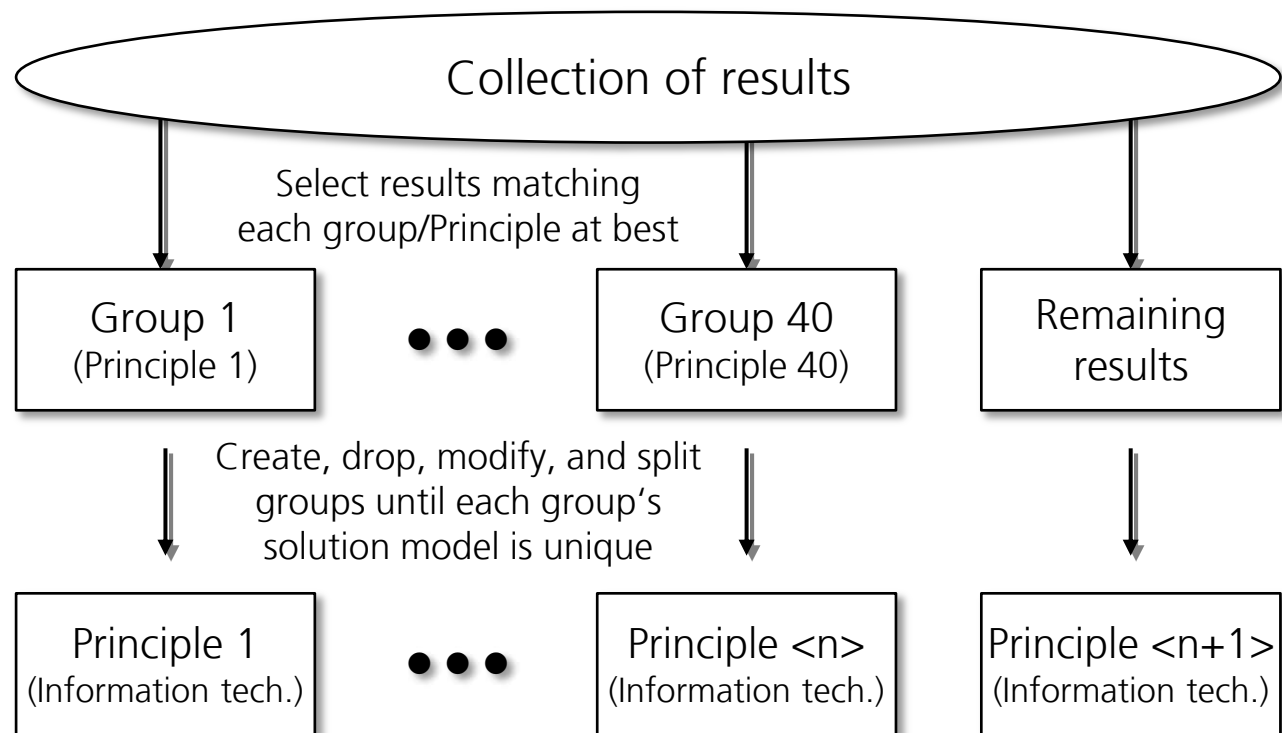 Collection of results
Select results matching
each group/Principle at best
Group 1
(Principle 1)
Group 40
(Principle 40)
Remaining
results
Create, drop, modify, and split
groups until each group‘s
solution model is unique
Principle 1
(Information tech.)
Principle <n>
(Information tech.)
Principle <n+1>
(Information tech.)